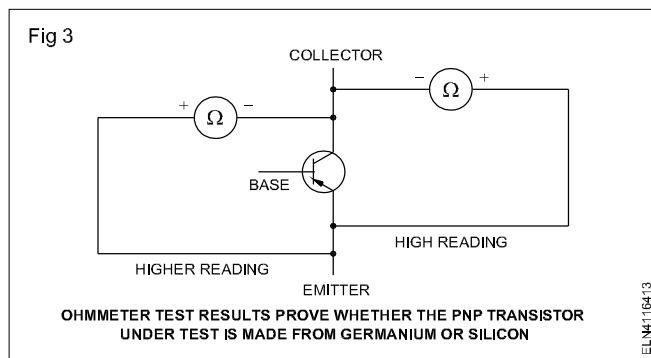 Fig 3
COLLECTOR
+ Ω −
− Ω +
BASE
HIGH READING
HIGHER READING
EMITTER
OHMMETER TEST RESULTS PROVE WHETHER THE PNP TRANSISTOR
UNDER TEST IS MADE FROM GERMANIUM OR SILICON
ELN4116413